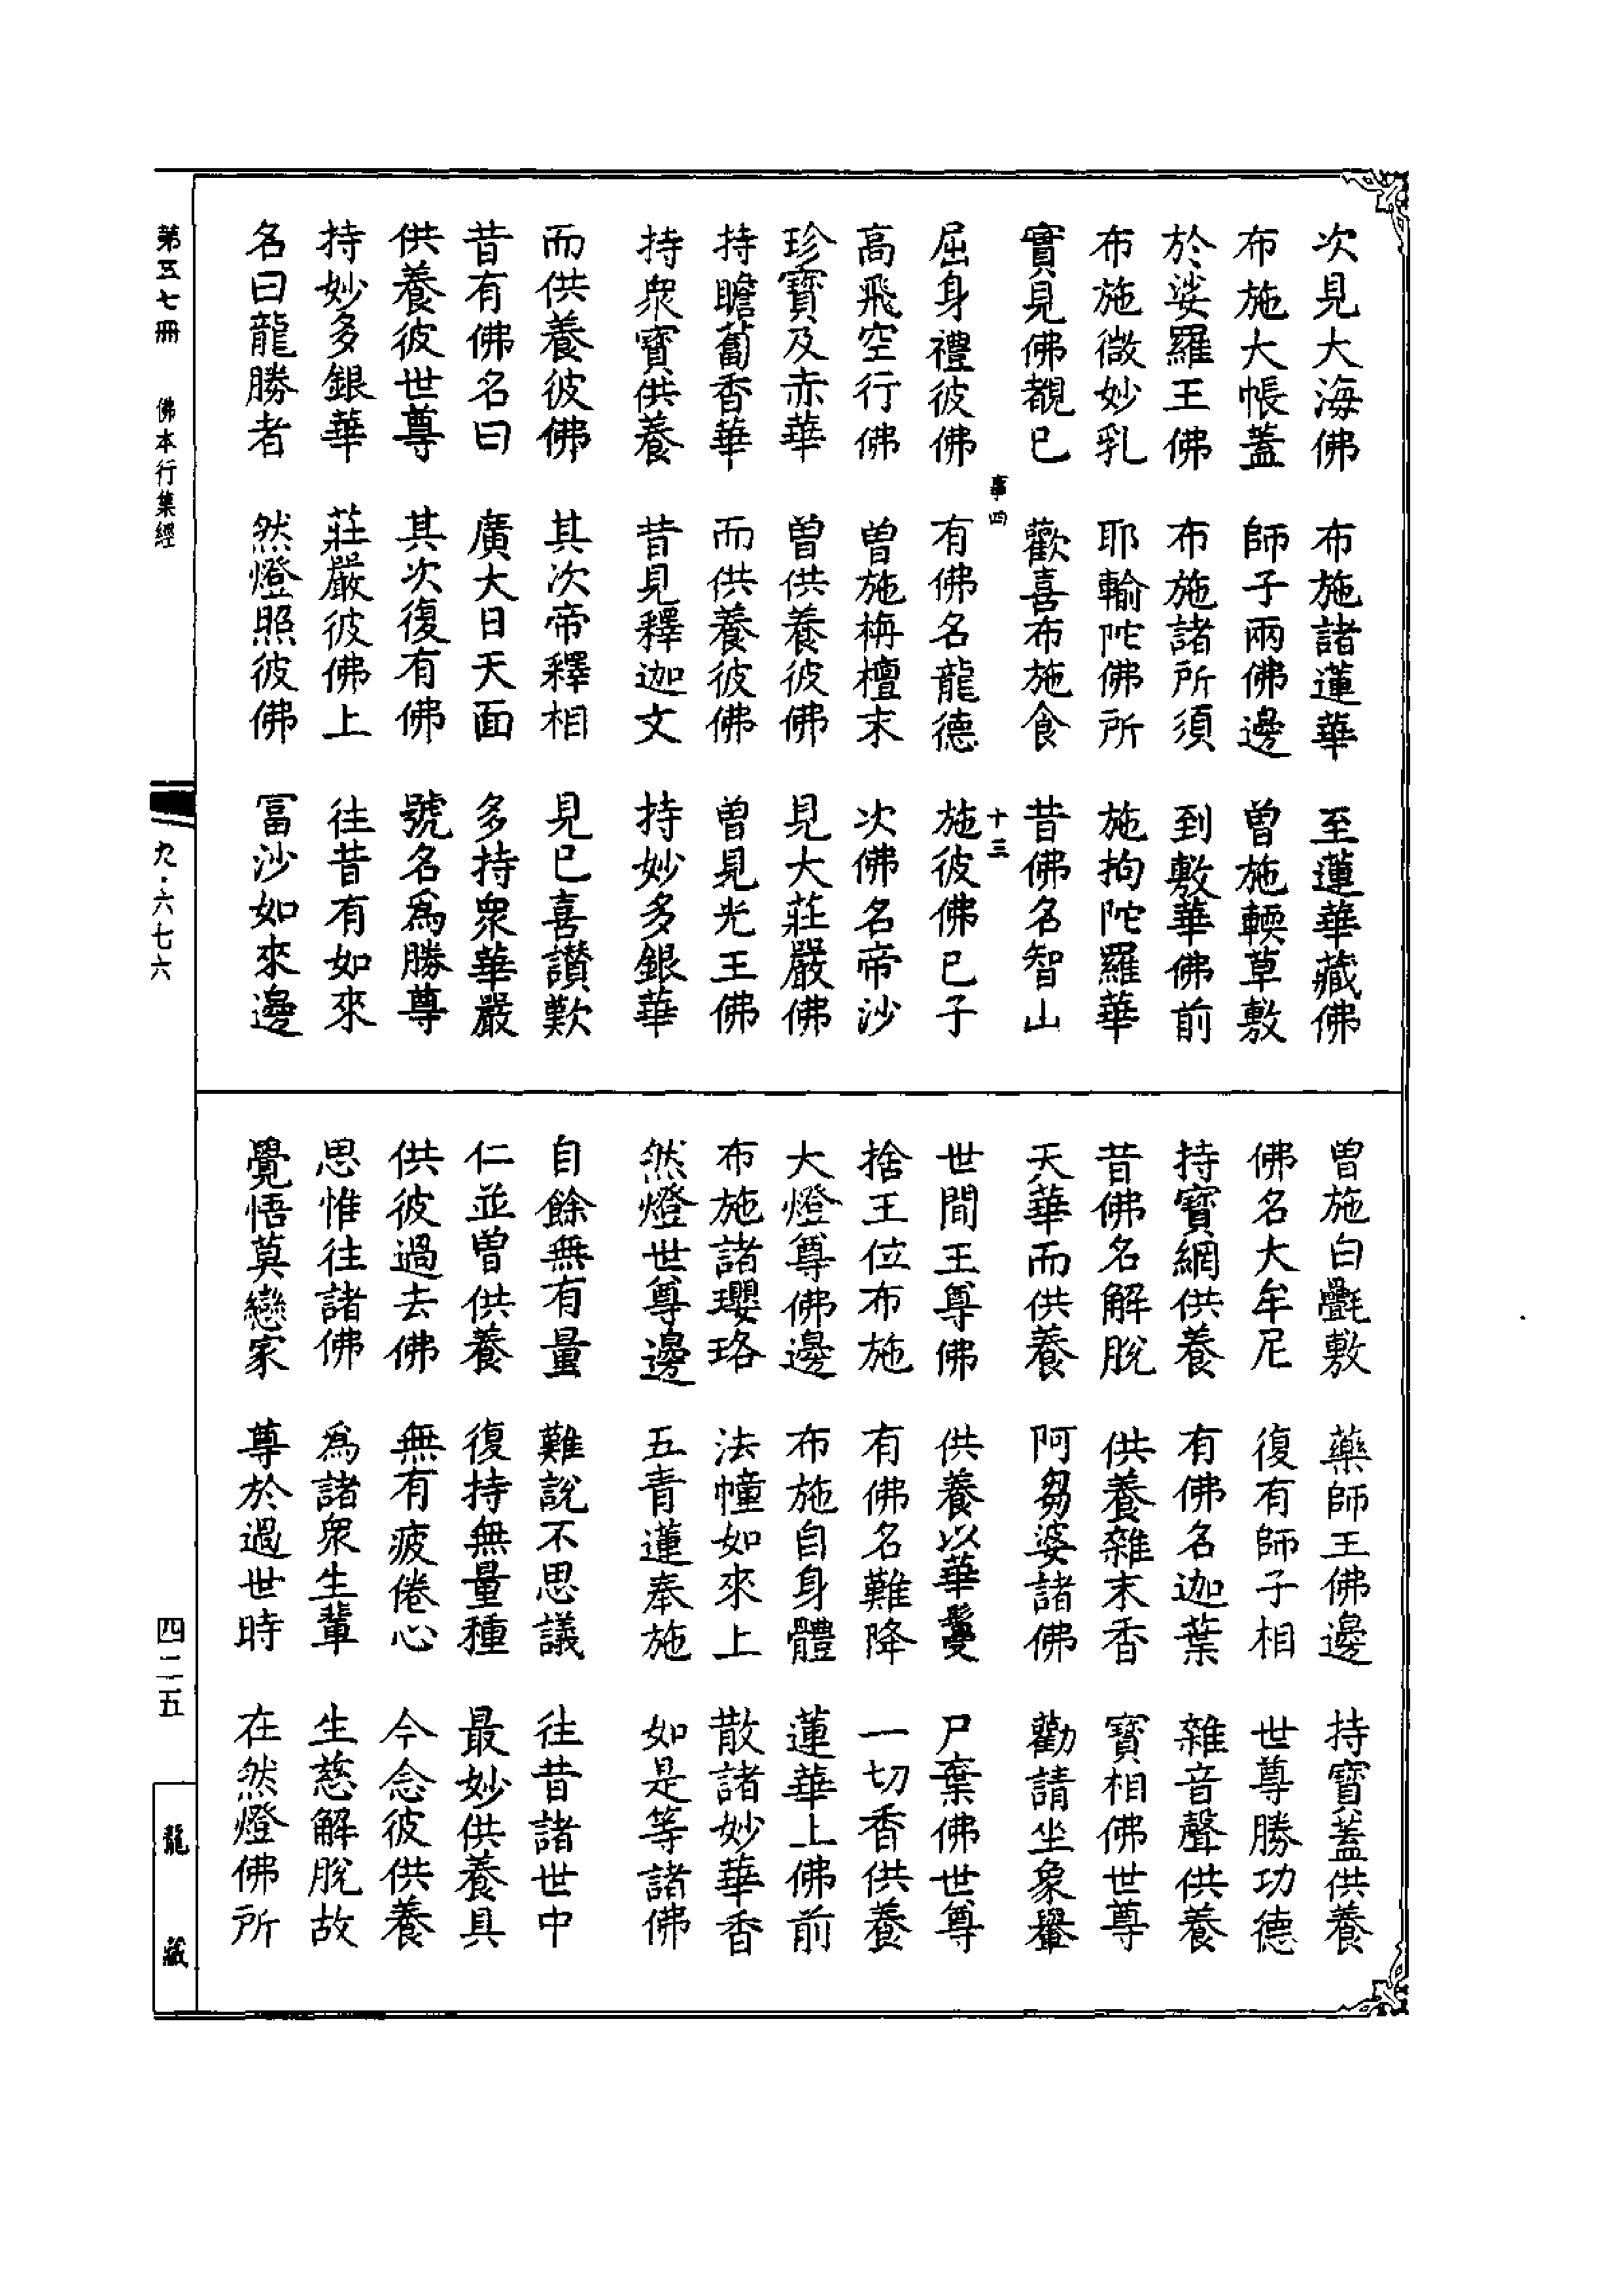 次見大海佛　布施諸蓮華　至蓮華藏佛
布施大帳蓋　師子兩佛邊　曽施輭草敷
於娑羅王佛　布施諸所須　到敷華佛前
布施微妙乳　耶輸陀佛所　施拘陀羅華
實見佛覩已　歡喜布施食　昔佛名智山
事四　十三
屈身禮彼佛　有佛名龍德　施彼佛已子
高飛空行佛　曽施栴檀末　次佛名帝沙
珍寶及赤華　曽供養彼佛　見大莊嚴佛
持瞻蔔香華　而供養彼佛　曽見光王佛
持衆寶供養　昔見釋迦文　持妙多銀華
而供養彼佛　其次帝釋相　見已喜讃歎
昔有佛名曰　廣大日天面　多持衆華嚴
供養彼世尊　其次復有佛　號名爲勝尊
持妙多銀華　莊嚴彼佛上　往昔有如來
名曰龍勝者　然燈照彼佛　富沙如來邊
曽施白氎敷　藥師王佛邊　持寶蓋供養
佛名大牟尼　復有師子相　世尊勝功德
持寶網供養　有佛名迦葉　雜音聲供養
昔佛名解脫　供養雜末香　寶相佛世尊
天華而供養　阿芻婆諸佛　勸請坐象轝
世間王尊佛　供養以華鬘　尸棄佛世尊
捨王位布施　有佛名難降　一切香供養
大燈尊佛邊　布施自身體　蓮華上佛前
布施諸瓔珞　法幢如來上　散諸妙華香
然燈世尊邊　五青蓮奉施　如是等諸佛
自餘無有量　難説不思議　往昔諸世中
仁並曽供養　復持無量種　最妙供養具
供彼過去佛　無有疲倦心　今念彼供養
思惟往諸佛　爲諸衆生輩　生慈解脫故
覺悟莫戀家　尊於過世時　在然燈佛所
第五七冊　佛本行集經　九·六七六　四二五　龍藏